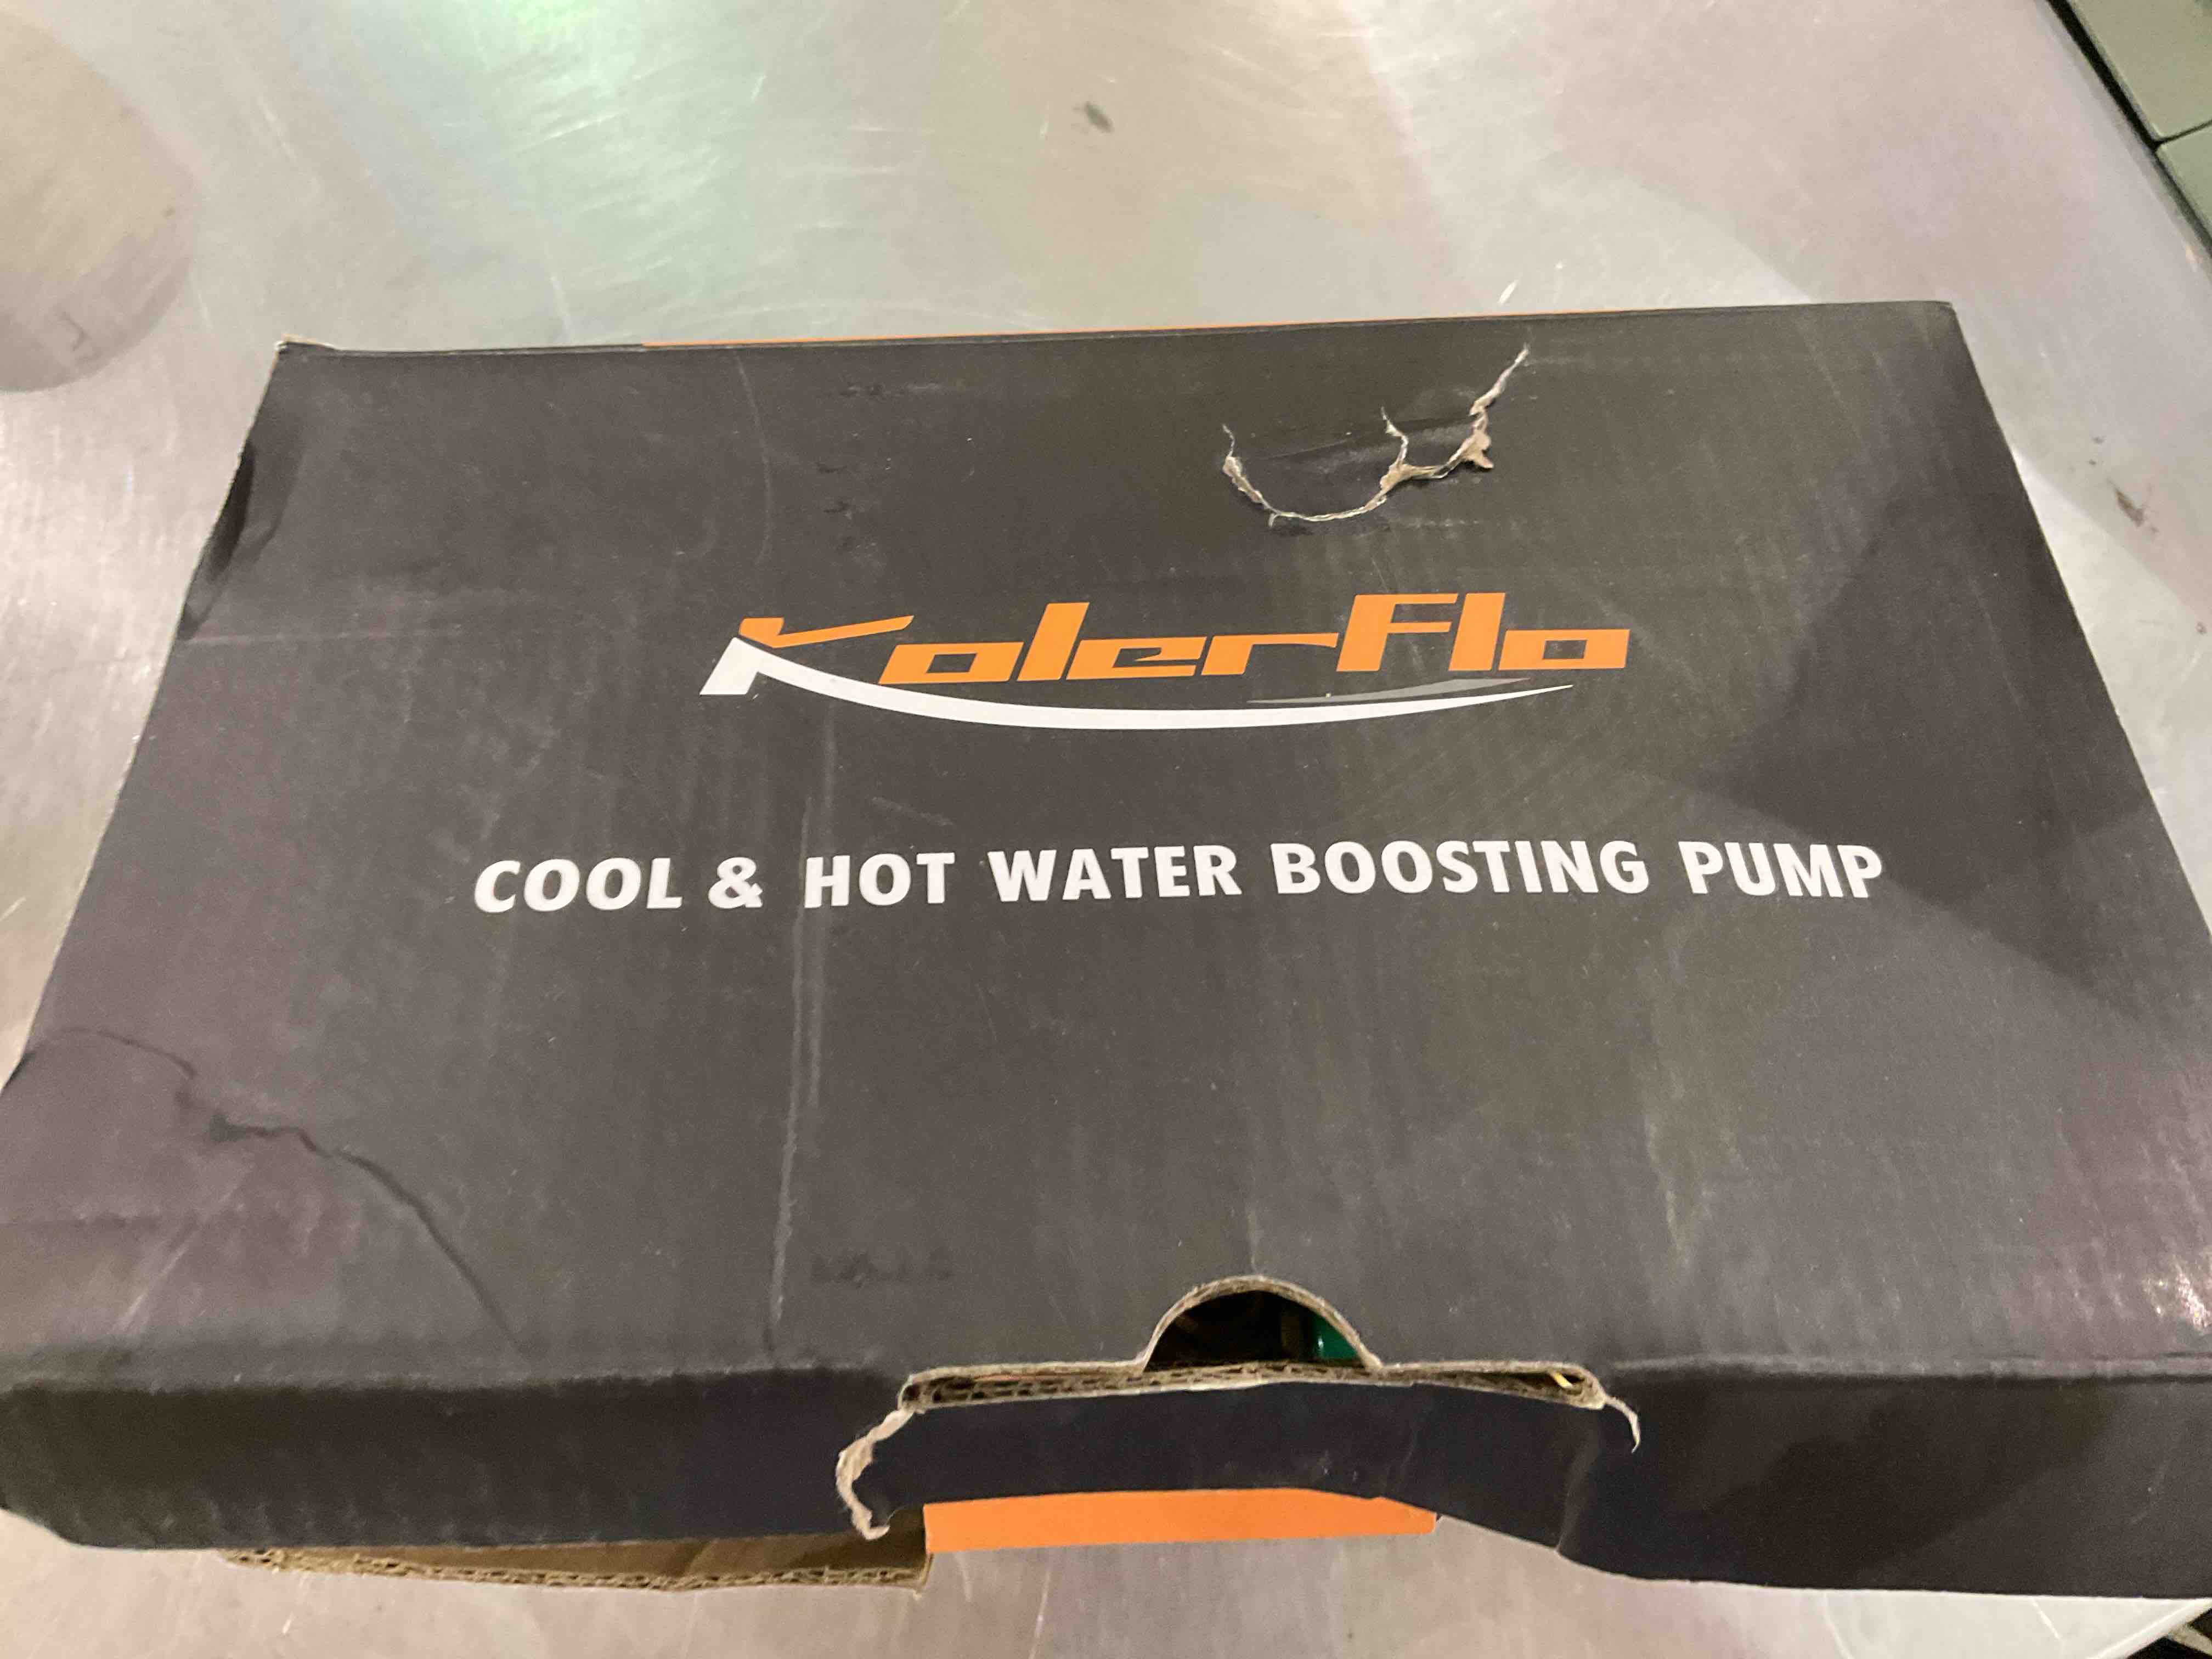 KolerFlo
COOL & HOT WATER BOOSTING PUMP